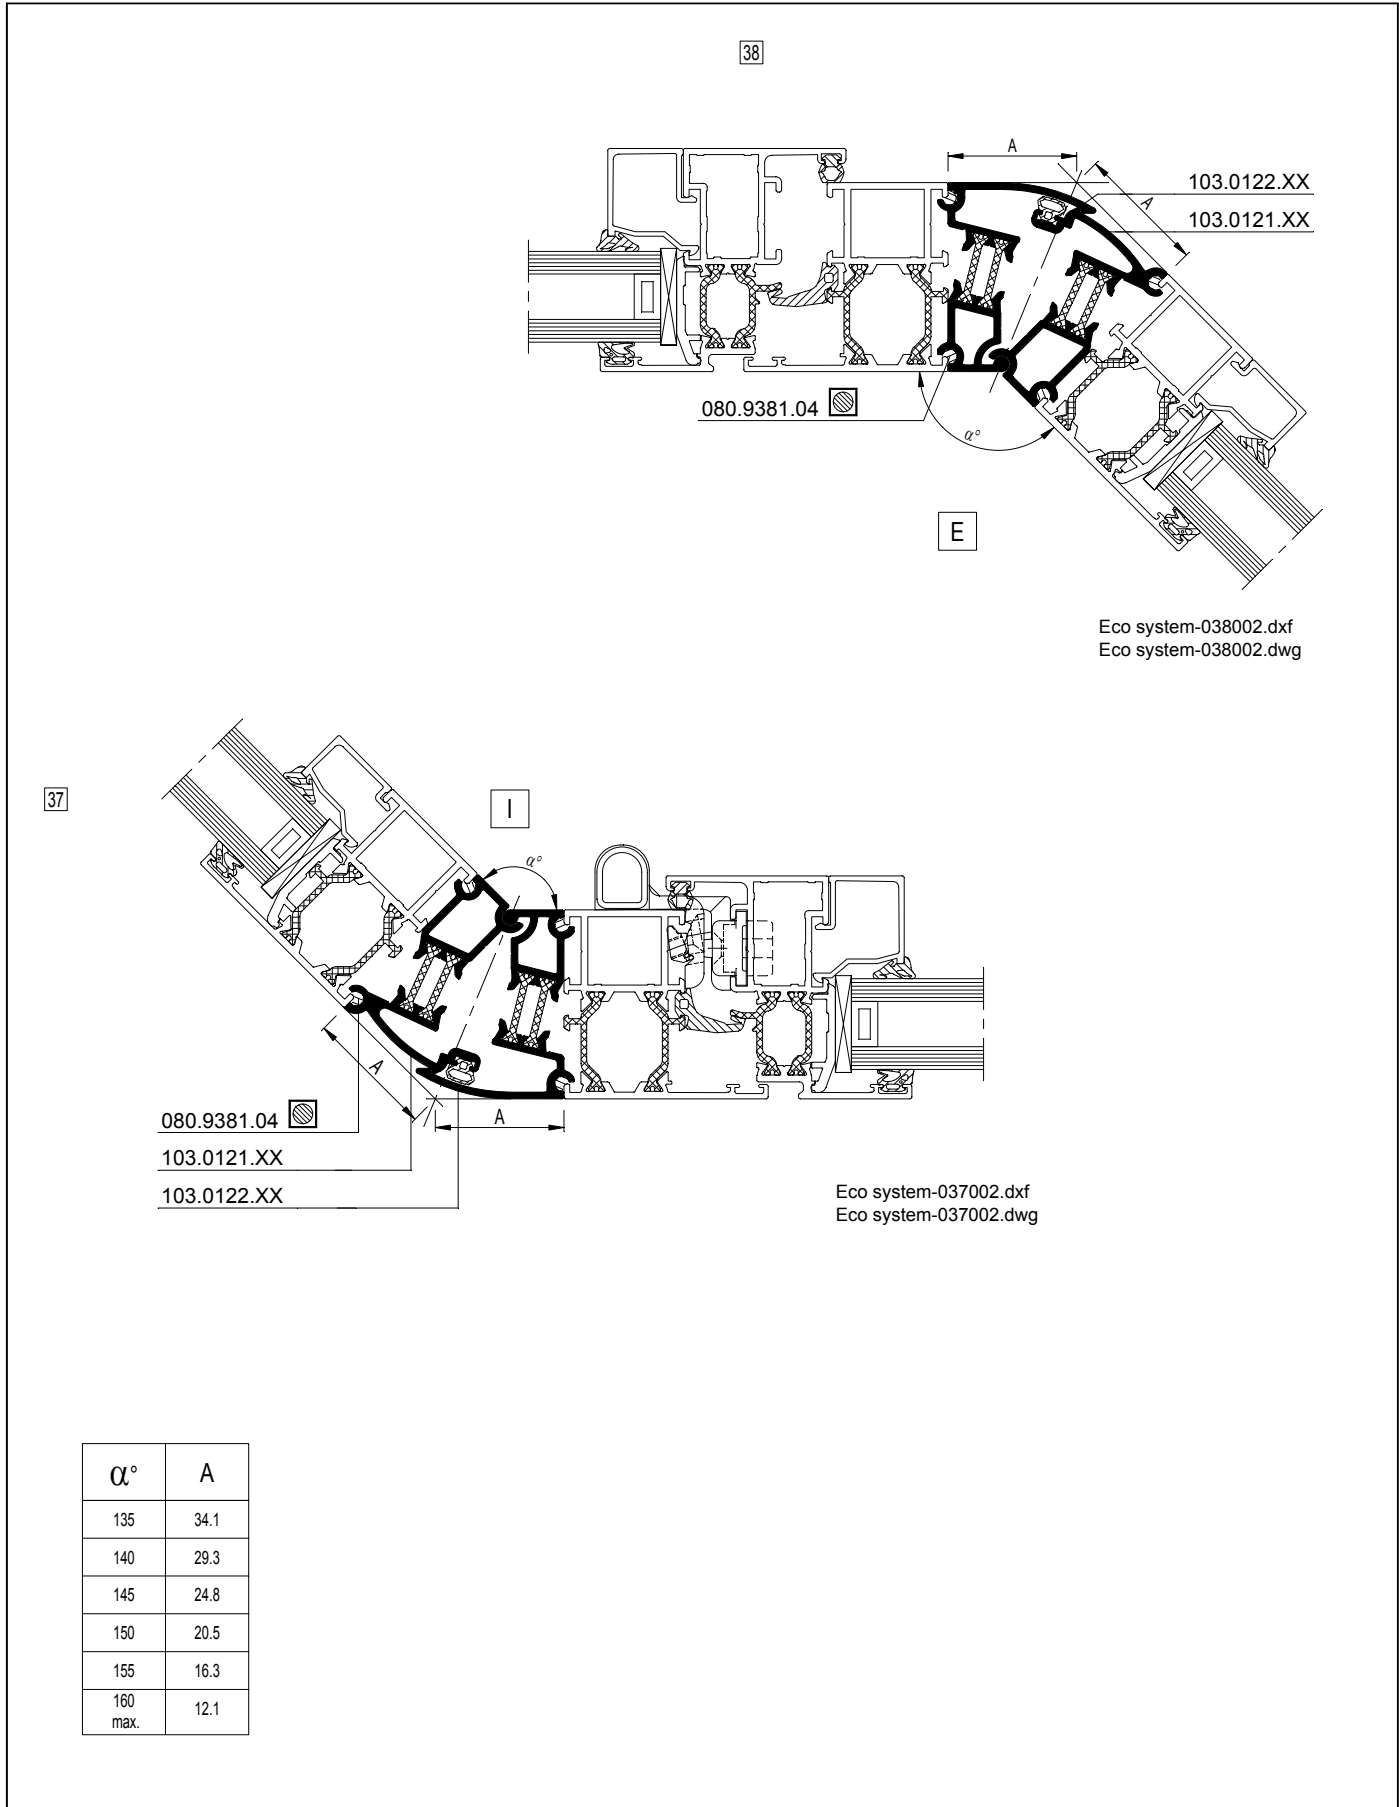 38
A
103.0122.XX
A
103.0121.XX
080.9381.04
α°
E
Eco system-038002.dxf
Eco system-038002.dwg
37
I
α°
A
A
080.9381.04
103.0121.XX
103.0122.XX
Eco system-037002.dxf
Eco system-037002.dwg
α° A
135 34.1
140 29.3
145 24.8
150 20.5
155 16.3
160 max. 12.1